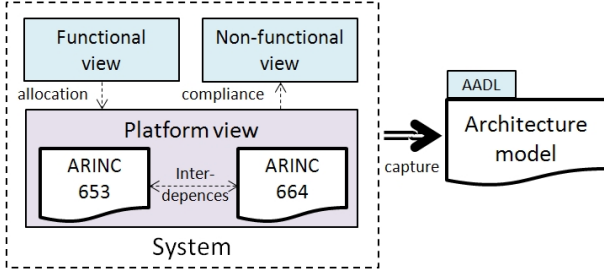 Functional
view
Non-functional
view
allocation
compliance
Platform view
ARINC
653
Inter-
depences
ARINC
664
System
capture
AADL
Architecture
model